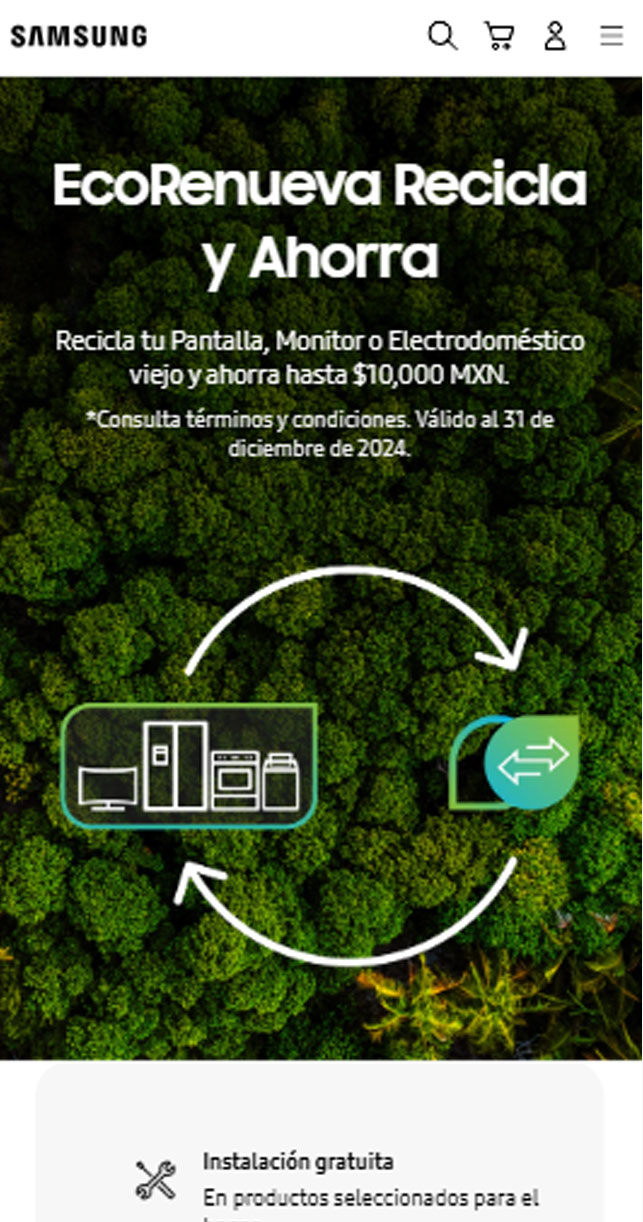 SAMSUNG
EcoRenueva Recicla
y Ahorra
Recicla tu Pantalla, Monitor o Electrodoméstico
viejo y ahorra hasta $10,000 MXN.
*Consulta términos y condiciones. Válido al 31 de
diciembre de 2024.
Instalación gratuita
En productos seleccionados para el